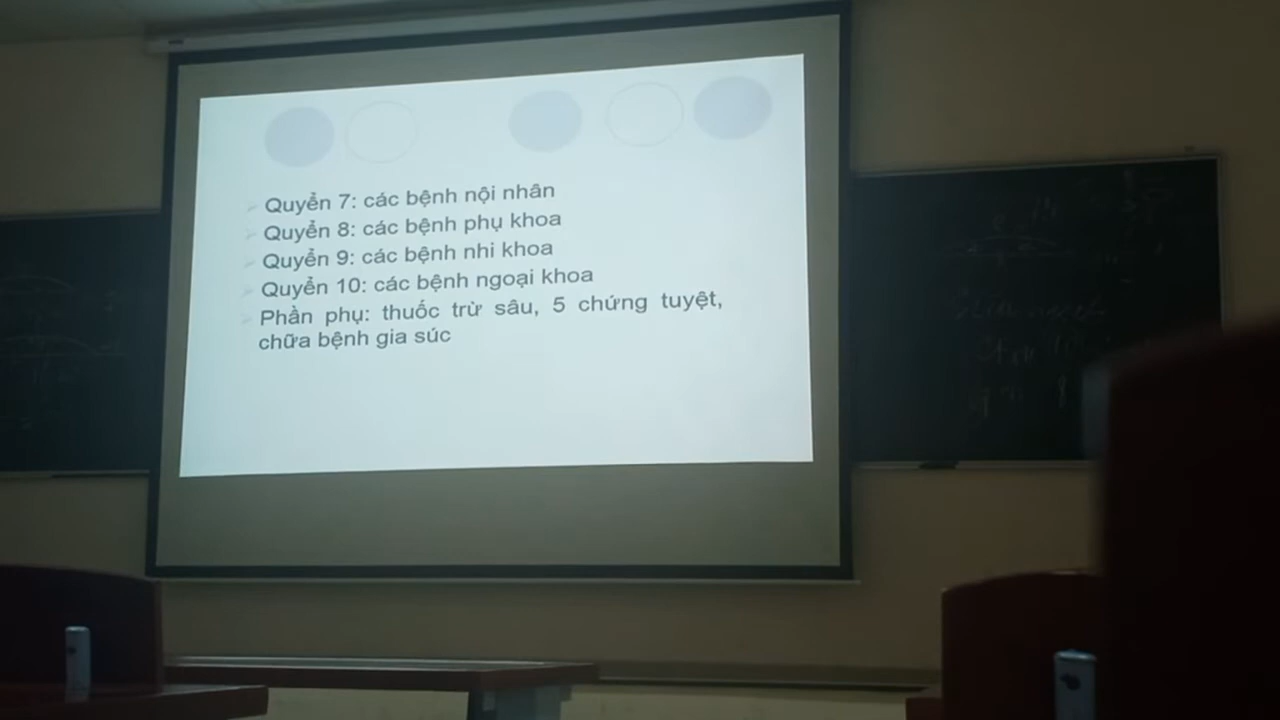 Quyển 7: các bệnh nội nhân
Quyển 8: các bệnh phụ khoa
Quyển 9: các bệnh nhi khoa
Quyển 10: các bệnh ngoại khoa
Phần phụ: thuốc trừ sâu, 5 chứng tuyệt,
chữa bệnh gia súc